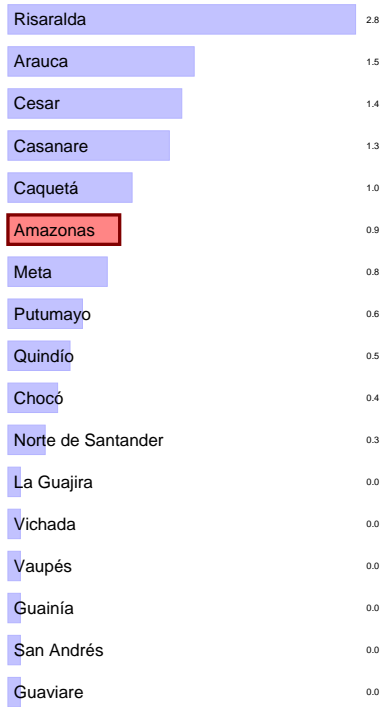 Risaralda 2.8
Arauca 1.5
Cesar 1.4
Casanare 1.3
Caquetá 1.0
Amazonas 0.9
Meta 0.8
Putumayo 0.6
Quindío 0.5
Chocó 0.4
Norte de Santander 0.3
La Guajira 0.0
Vichada 0.0
Vaupés 0.0
Guainía 0.0
San Andrés 0.0
Guaviare 0.0